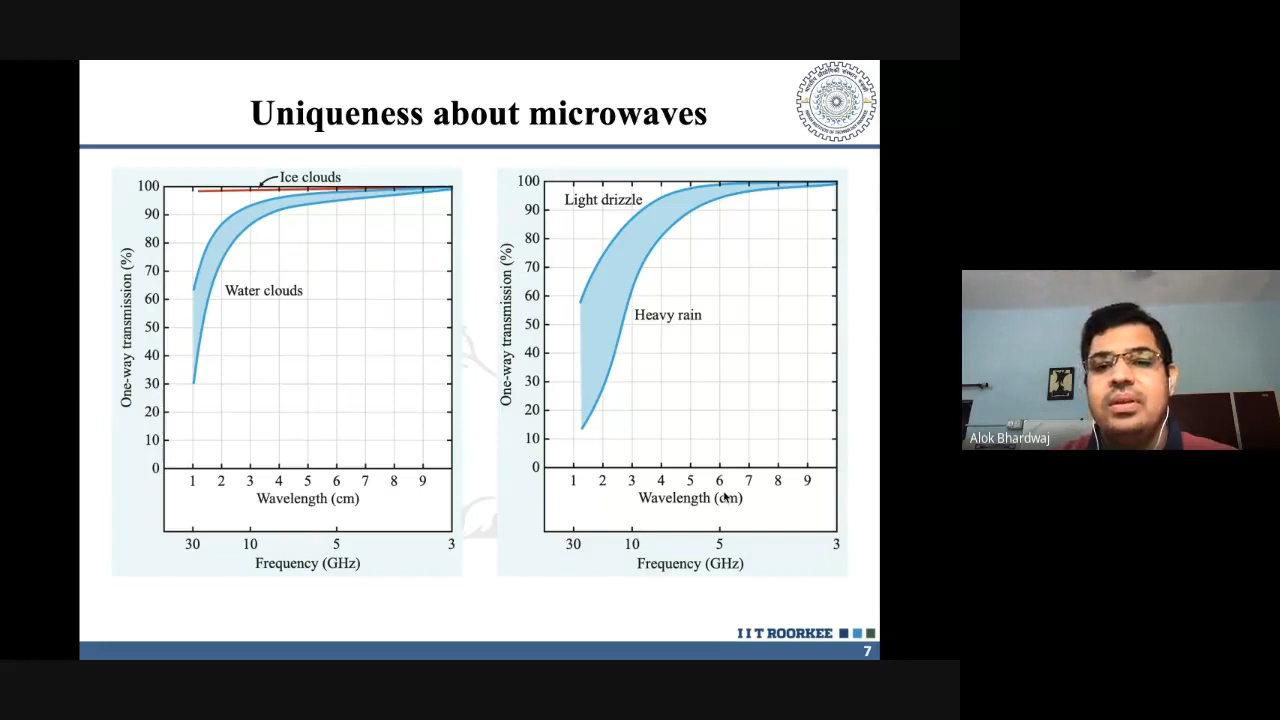 Uniqueness about microwaves
Ice clouds
100
90
80
70
60
50
40
30
20
10
0
One-way transmission (%)
Water clouds
1 2 3 4 5 6 7 8 9
Wavelength (cm)
30 10 5 3
Frequency (GHz)
100
90
80
70
60
50
40
30
20
10
0
One-way transmission (%)
Light drizzle
Heavy rain
1 2 3 4 5 6 7 8 9
Wavelength (cm)
30 10 5 3
Frequency (GHz)
I I T ROORKEE
7
Alok Bhardwaj